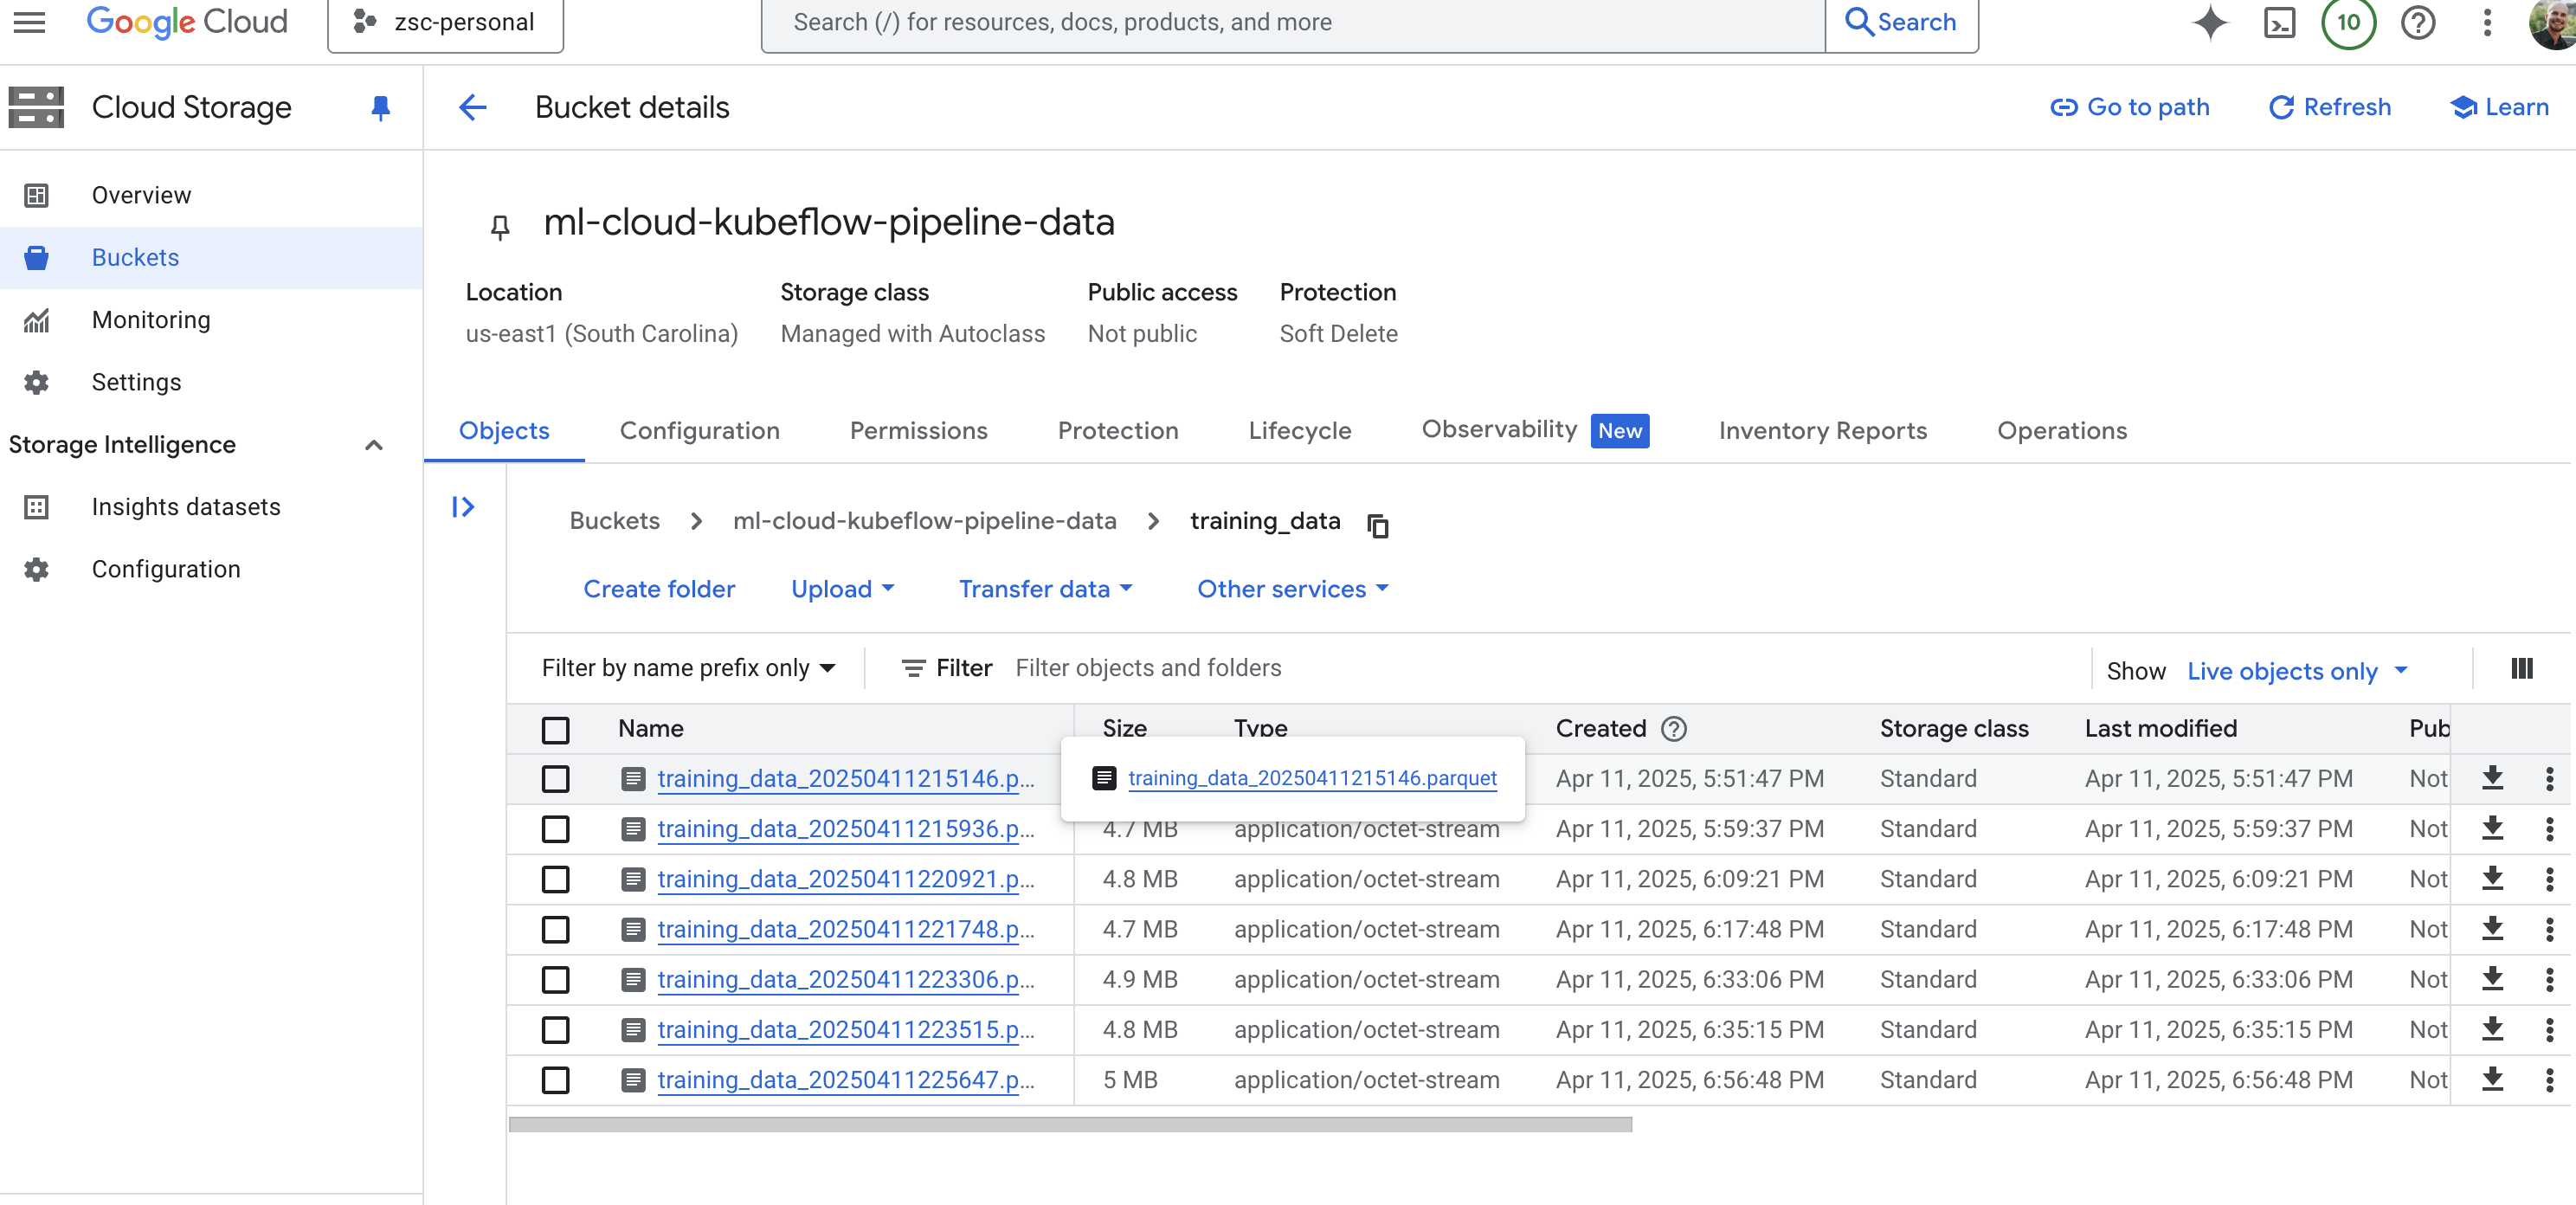 Google Cloud
zsc-personal
Search (/) for resources, docs, products, and more
Search
10
Cloud Storage
Bucket details
Go to path
Refresh
Learn
Overview
Buckets
Monitoring
Settings
Storage Intelligence
Insights datasets
Configuration
ml-cloud-kubeflow-pipeline-data
Location Storage class Public access Protection
us-east1 (South Carolina) Managed with Autoclass Not public Soft Delete
Objects Configuration Permissions Protection Lifecycle Observability New Inventory Reports Operations
Buckets > ml-cloud-kubeflow-pipeline-data > training_data
Create folder Upload Transfer data Other services
Filter by name prefix only Filter Filter objects and folders Show Live objects only
Name Size Type Created Storage class Last modified Pub
training_data_20250411215146.p... training_data_20250411215146.parquet Apr 11, 2025, 5:51:47 PM Standard Apr 11, 2025, 5:51:47 PM Not
training_data_20250411215936.p... 4.7 MB application/octet-stream Apr 11, 2025, 5:59:37 PM Standard Apr 11, 2025, 5:59:37 PM Not
training_data_20250411220921.p... 4.8 MB application/octet-stream Apr 11, 2025, 6:09:21 PM Standard Apr 11, 2025, 6:09:21 PM Not
training_data_20250411221748.p... 4.7 MB application/octet-stream Apr 11, 2025, 6:17:48 PM Standard Apr 11, 2025, 6:17:48 PM Not
training_data_20250411223306.p... 4.9 MB application/octet-stream Apr 11, 2025, 6:33:06 PM Standard Apr 11, 2025, 6:33:06 PM Not
training_data_20250411223515.p... 4.8 MB application/octet-stream Apr 11, 2025, 6:35:15 PM Standard Apr 11, 2025, 6:35:15 PM Not
training_data_20250411225647.p... 5 MB application/octet-stream Apr 11, 2025, 6:56:48 PM Standard Apr 11, 2025, 6:56:48 PM Not